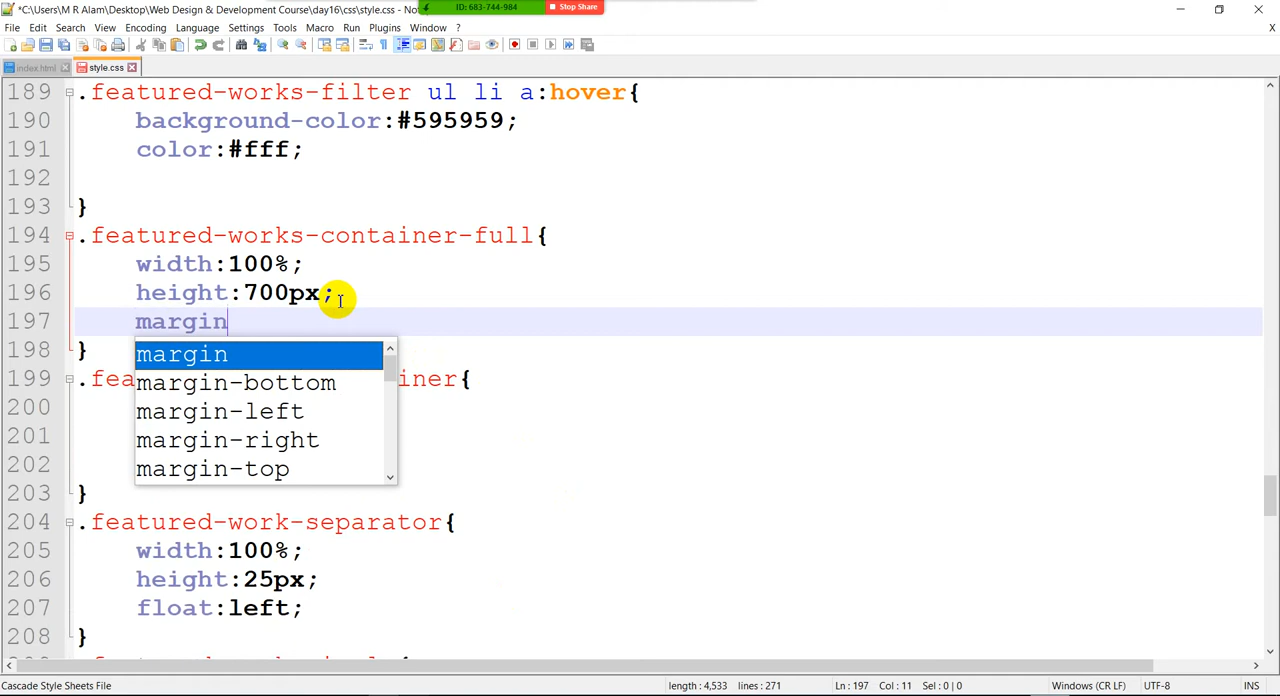 *C:\Users\M R Alam\Desktop\Web Design & Development Course\day16\css\style.css - Not
ID: 683-744-984
Stop Share
File Edit Search View Encoding Language Settings Tools Macro Run Plugins Window ? X
index.html style.css
189 .featured-works-filter ul li a:hover{
190 background-color:#595959;
191 color:#fff;
192
193 }
194 .featured-works-container-full{
195 width:100%;
196 height:700px;
197 margin
198 }
margin
199 .fea iner{
margin-bottom
200
margin-left
201
margin-right
202
margin-top
203 }
204 .featured-work-separator{
205 width:100%;
206 height:25px;
207 float:left;
208 }
Cascade Style Sheets File length : 4,533 lines : 271 Ln : 197 Col : 11 Sel : 0 | 0 Windows (CR LF) UTF-8 INS